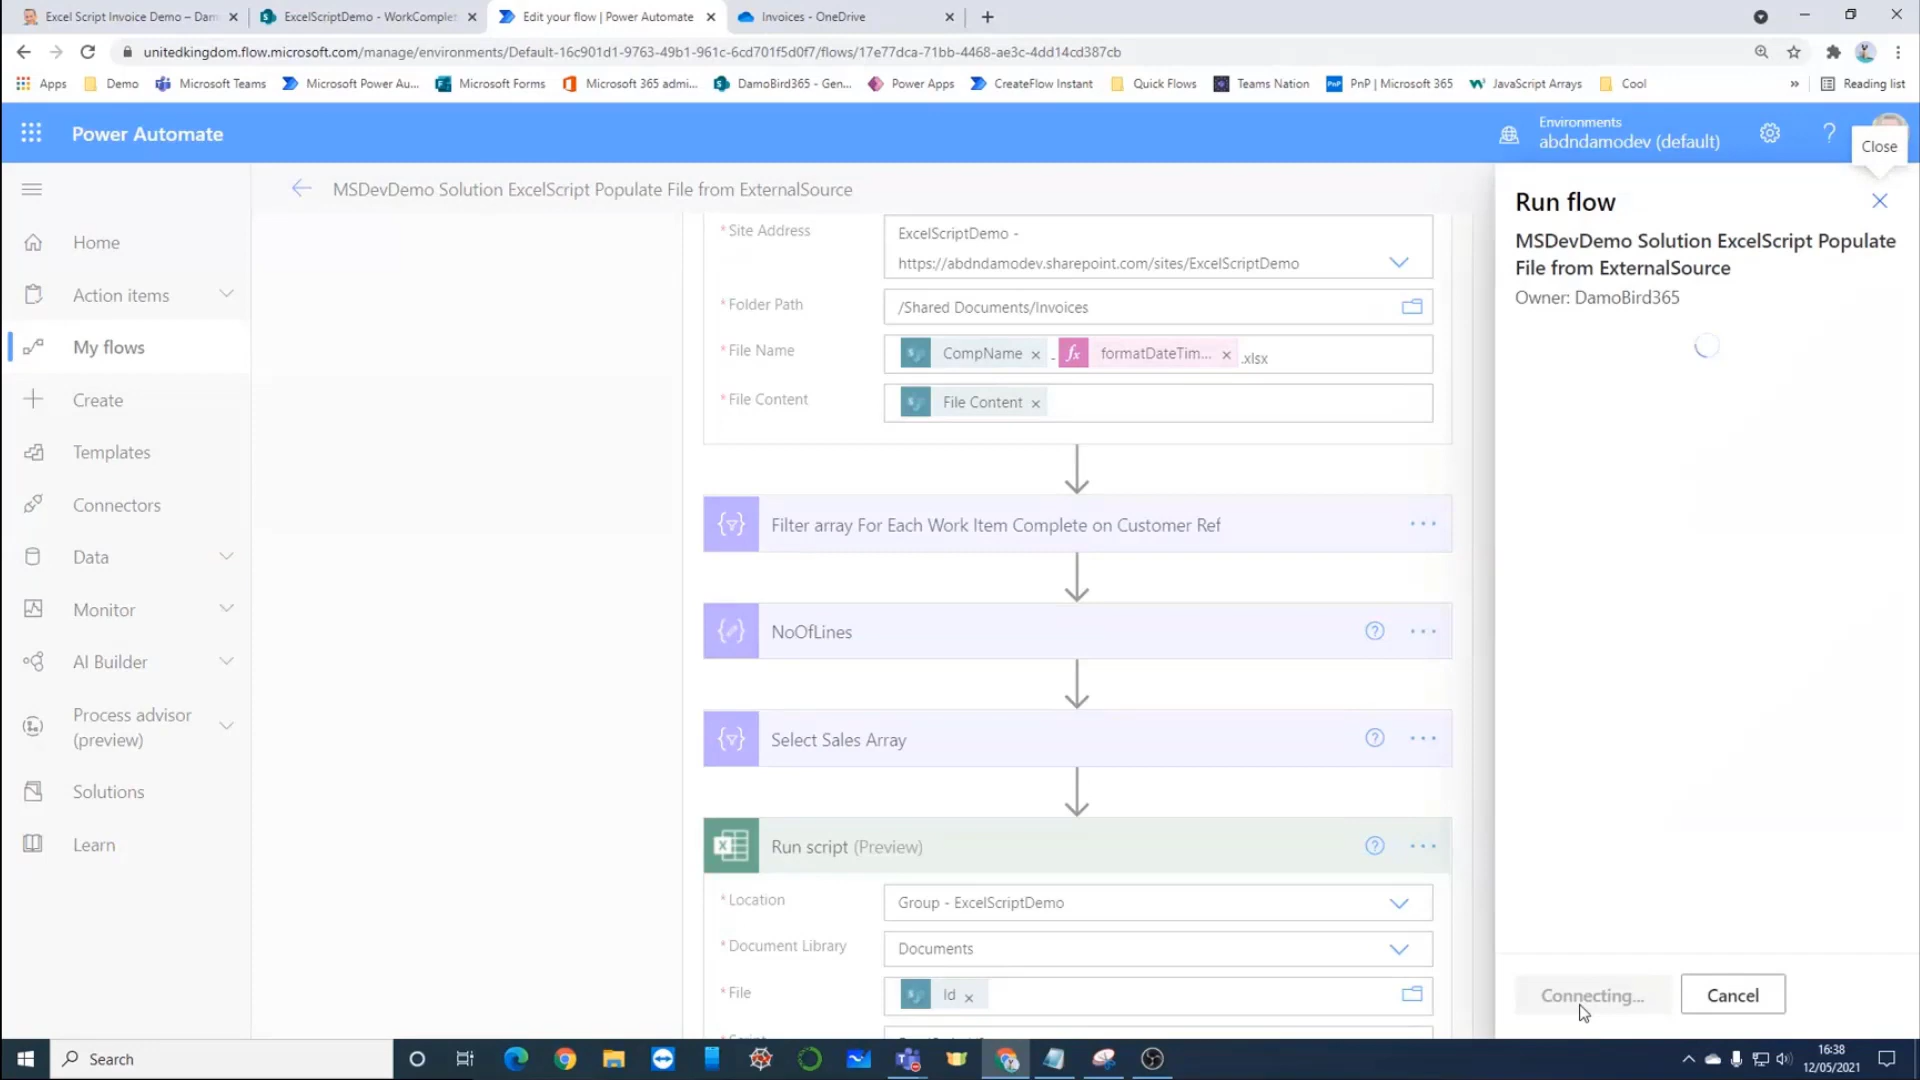 Excel Script Invoice Demo – Dam
ExcelScriptDemo - WorkComplet
Edit your flow | Power Automate
Invoices - OneDrive
unitedkingdom.flow.microsoft.com/manage/environments/Default-16c901d1-9763-49b1-961c-6cd701f5d0f7/flows/17e77dca-71bb-4468-ae3c-4dd14cd387cb
Apps
Demo
Microsoft Teams
Microsoft Power Au...
Microsoft Forms
Microsoft 365 admi...
DamoBird365 - Gen...
Power Apps
CreateFlow Instant
Quick Flows
Teams Nation
PnP | Microsoft 365
JavaScript Arrays
Cool
»
Reading list
Power Automate
Environments
abdndamodev (default)
?
Close
MSDevDemo Solution ExcelScript Populate File from ExternalSource
Home
Action items
My flows
Create
Templates
Connectors
Data
Monitor
AI Builder
Process advisor
(preview)
Solutions
Learn
* Site Address
ExcelScriptDemo -
https://abdndamodev.sharepoint.com/sites/ExcelScriptDemo
* Folder Path
/Shared Documents/Invoices
* File Name
CompName × - fx formatDateTim... × .xlsx
* File Content
File Content ×
Filter array For Each Work Item Complete on Customer Ref
NoOfLines
Select Sales Array
Run script (Preview)
* Location
Group - ExcelScriptDemo
* Document Library
Documents
* File
Id ×
Run flow
MSDevDemo Solution ExcelScript Populate
File from ExternalSource
Owner: DamoBird365
Connecting...
Cancel
Search
16:38
12/05/2021